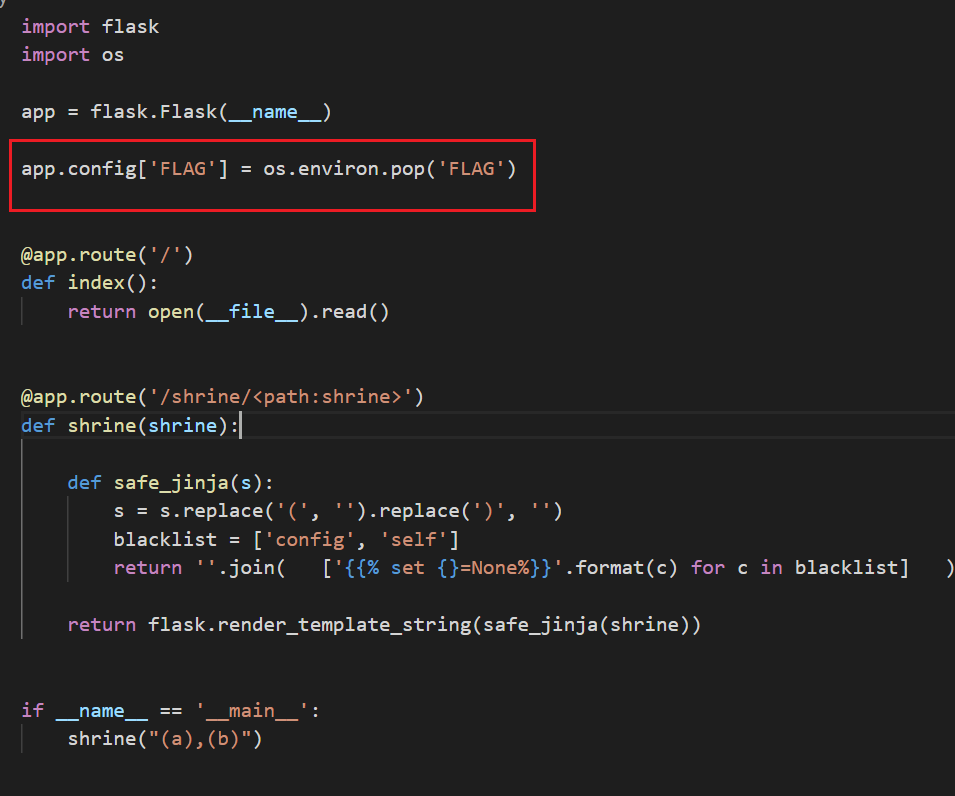 import flask
import os
app = flask.Flask(__name__)
app.config['FLAG'] = os.environ.pop('FLAG')
@app.route('/')
def index():
    return open(__file__).read()
@app.route('/shrine/<path:shrine>')
def shrine(shrine):
    def safe_jinja(s):
        s = s.replace('(', '').replace(')', '')
        blacklist = ['config', 'self']
        return ''.join(   ['{{% set {}=None%}}'.format(c) for c in blacklist]   )
    return flask.render_template_string(safe_jinja(shrine))
if __name__ == '__main__':
    shrine("(a),(b)")